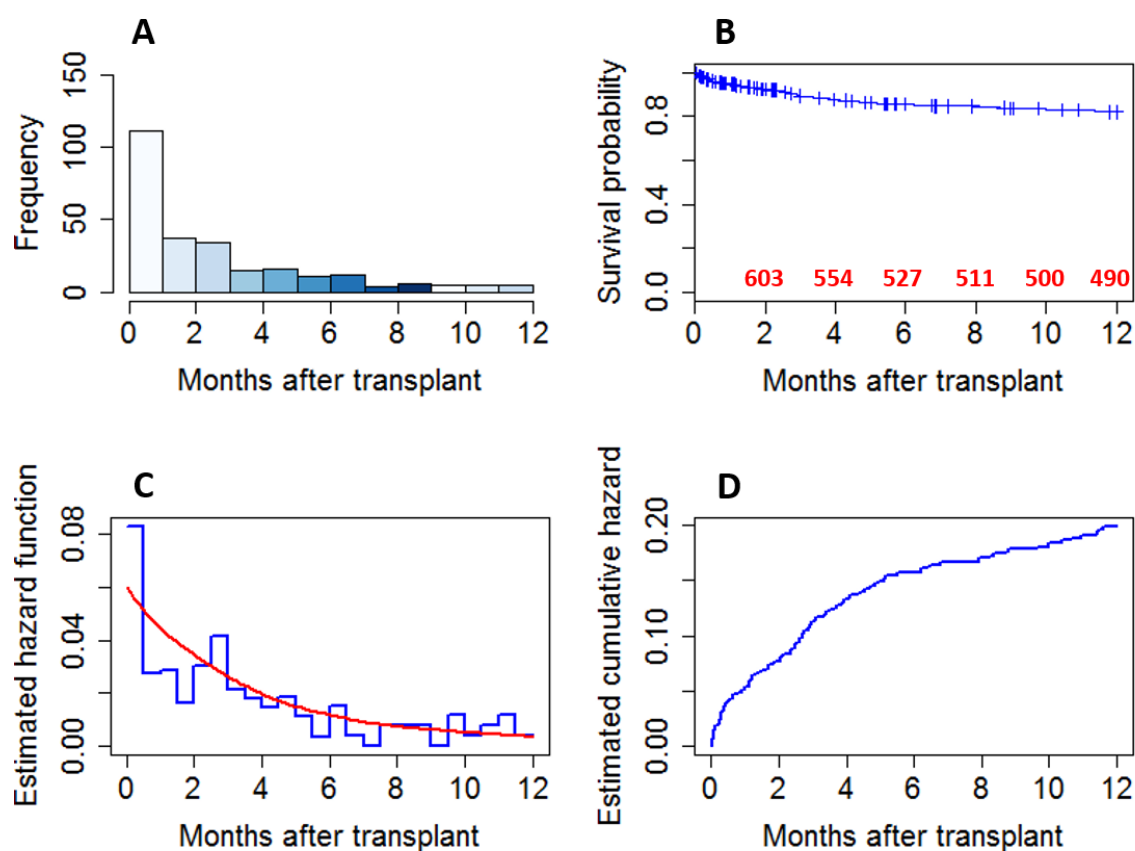 A
Frequency
0 50 100 150
0 2 4 6 8 10 12
Months after transplant
B
Survival probability
0.0 0.4 0.8
603 554 527 511 500 490
0 2 4 6 8 10 12
Months after transplant
C
Estimated hazard function
0.00 0.04 0.08
0 2 4 6 8 10 12
Months after transplant
D
Estimated cumulative hazard
0.00 0.10 0.20
0 2 4 6 8 10 12
Months after transplant